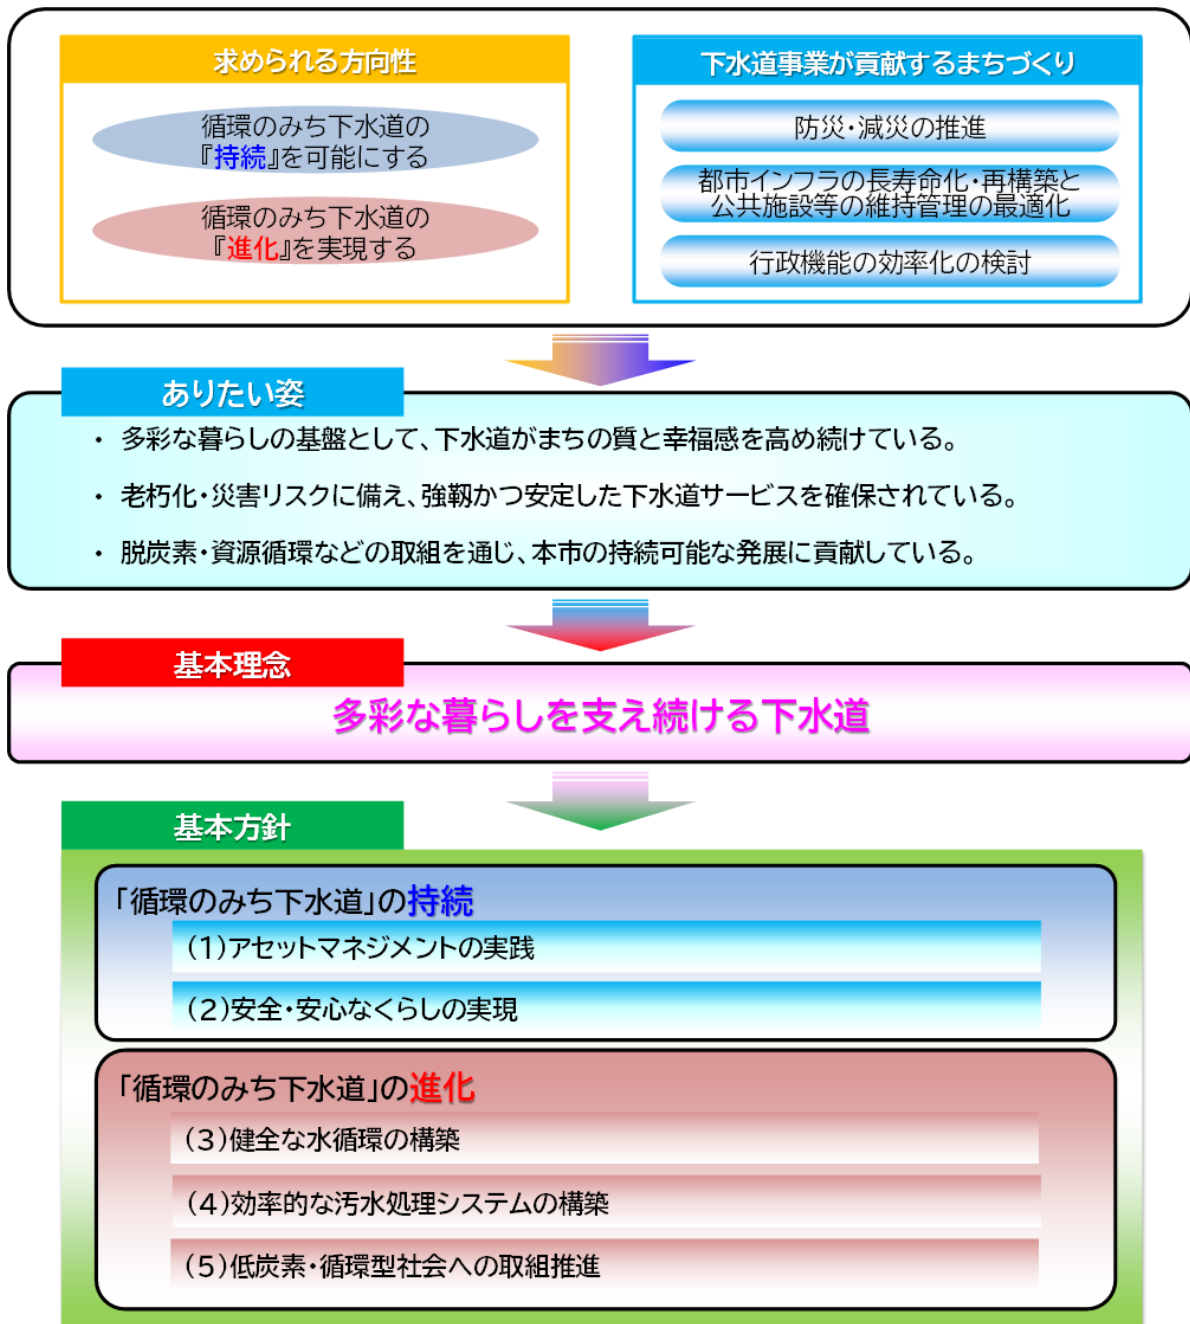 求められる方向性
循環のみち下水道の
『持続』を可能にする
循環のみち下水道の
『進化』を実現する
下水道事業が貢献するまちづくり
防災・減災の推進
都市インフラの長寿命化・再構築と
公共施設等の維持管理の最適化
行政機能の効率化の検討
ありたい姿
・ 多彩な暮らしの基盤として、下水道がまちの質と幸福感を高め続けている。
・ 老朽化・災害リスクに備え、強靱かつ安定した下水道サービスを確保されている。
・ 脱炭素・資源循環などの取組を通じ、本市の持続可能な発展に貢献している。
基本理念
多彩な暮らしを支え続ける下水道
基本方針
「循環のみち下水道」の持続
（１）アセットマネジメントの実践
（２）安全・安心なくらしの実現
「循環のみち下水道」の進化
（３）健全な水循環の構築
（４）効率的な汚水処理システムの構築
（５）低炭素・循環型社会への取組推進